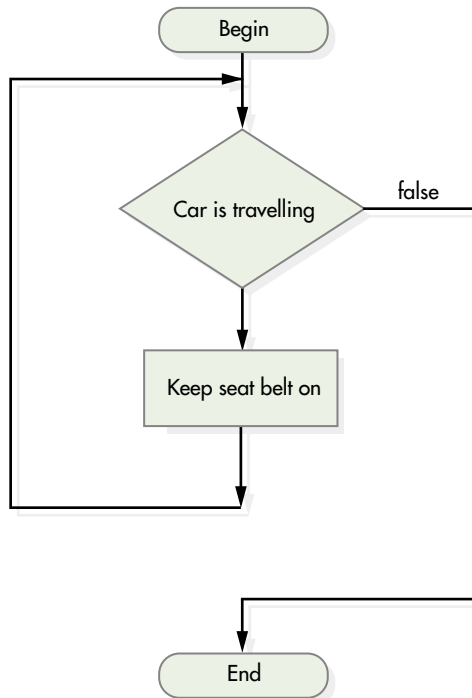 Begin
Car is travelling
false
Keep seat belt on
End